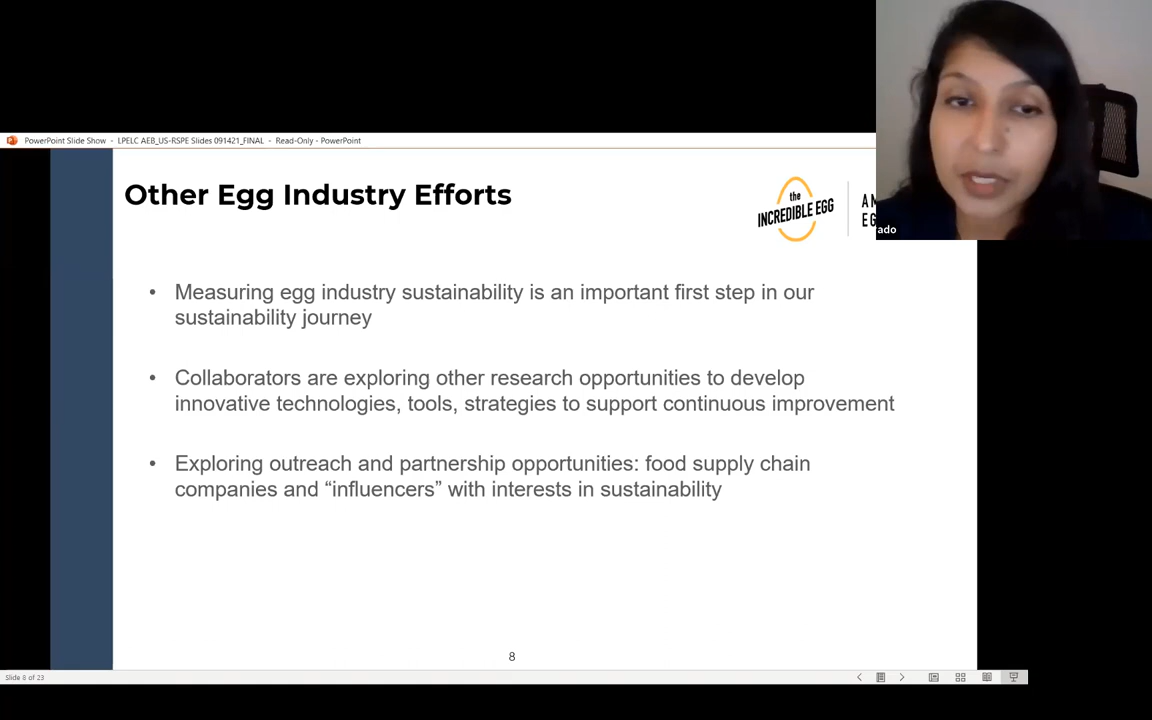 PowerPoint Slide Show - LPELC AEB_US-RSPE Slides 091421_FINAL - Read-Only - PowerPoint
Other Egg Industry Efforts
the
INCREDIBLE EGG
AM
EG
ado
• Measuring egg industry sustainability is an important first step in our
sustainability journey
• Collaborators are exploring other research opportunities to develop
innovative technologies, tools, strategies to support continuous improvement
• Exploring outreach and partnership opportunities: food supply chain
companies and “influencers” with interests in sustainability
8
Slide 8 of 23